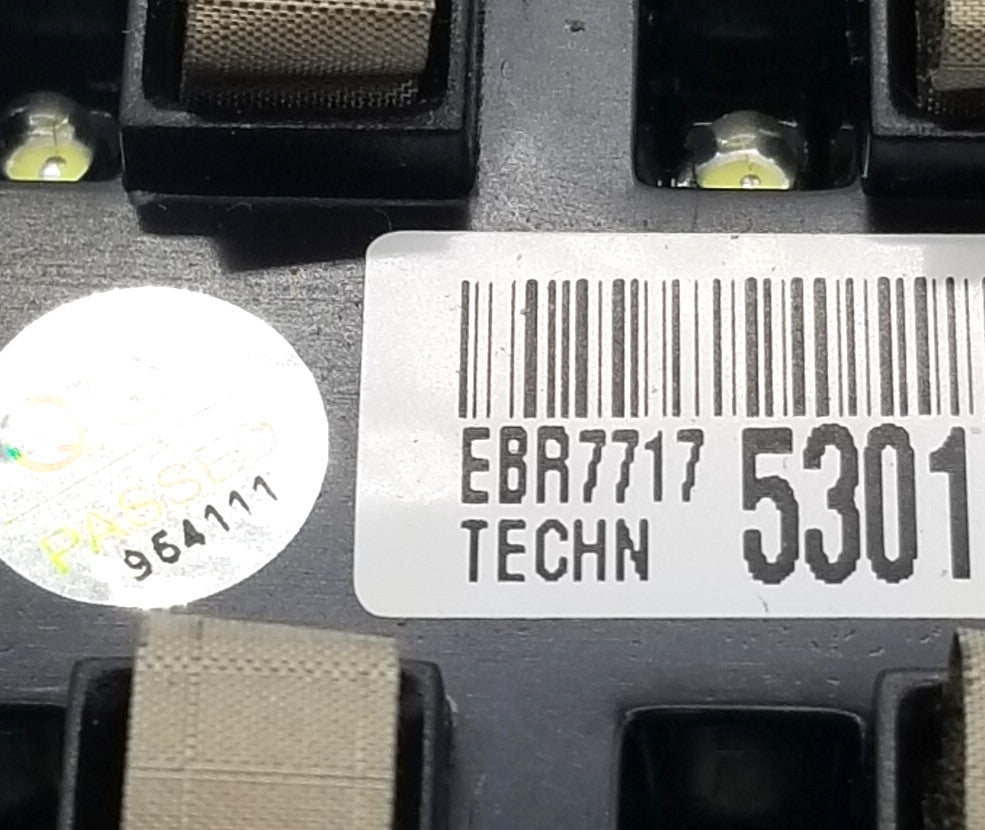 Q
PASSED
964111
EBR7717 5301
TECHN